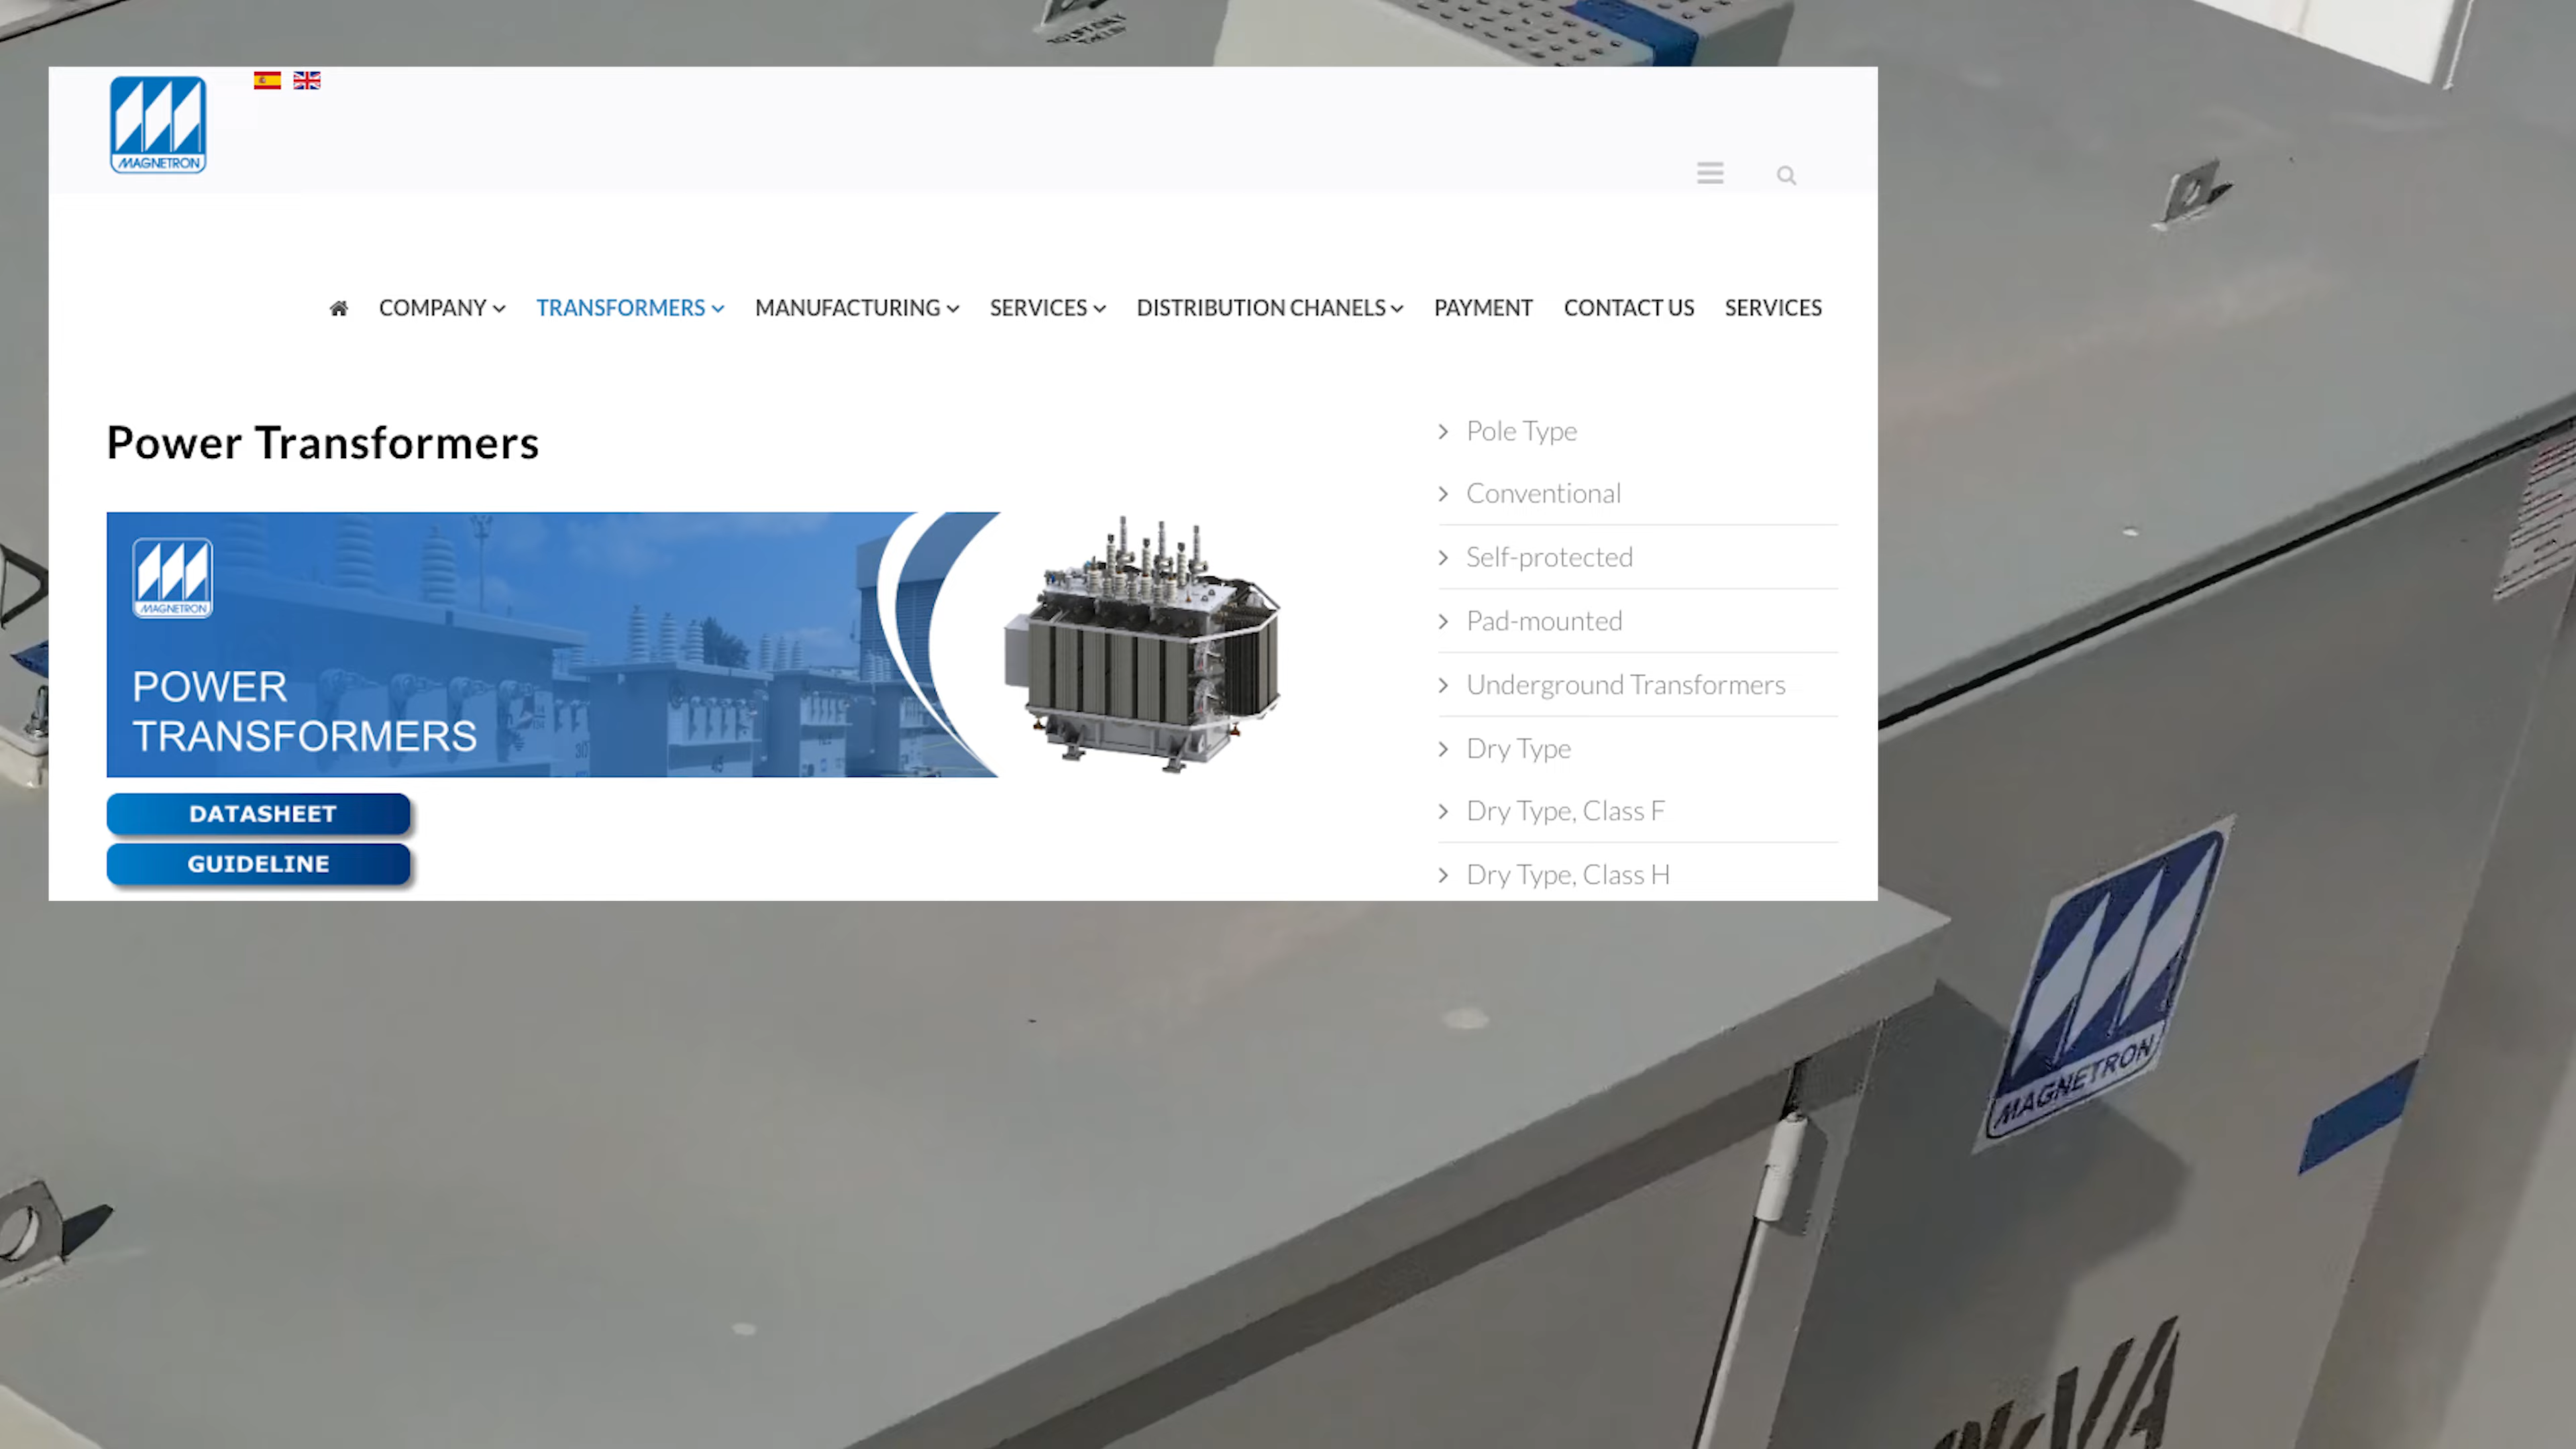 MAGNETRON
COMPANY TRANSFORMERS MANUFACTURING SERVICES DISTRIBUTION CHANELS PAYMENT CONTACT US SERVICES
Power Transformers
MAGNETRON
POWER
TRANSFORMERS
DATASHEET
GUIDELINE
Pole Type
Conventional
Self-protected
Pad-mounted
Underground Transformers
Dry Type
Dry Type, Class F
Dry Type, Class H
MAGNETRON
kVA